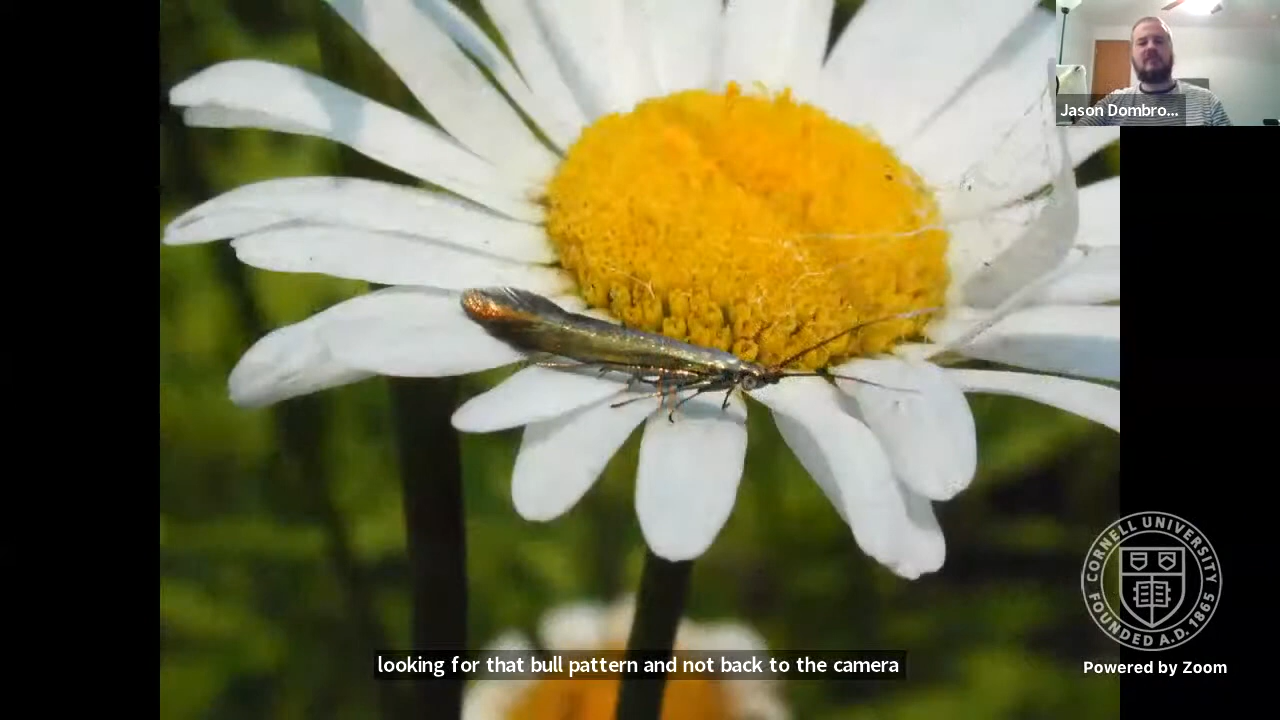 Jason Dombro...
CORNELL UNIVERSITY
FOUNDED A.D. 1865
looking for that bull pattern and not back to the camera
Powered by Zoom